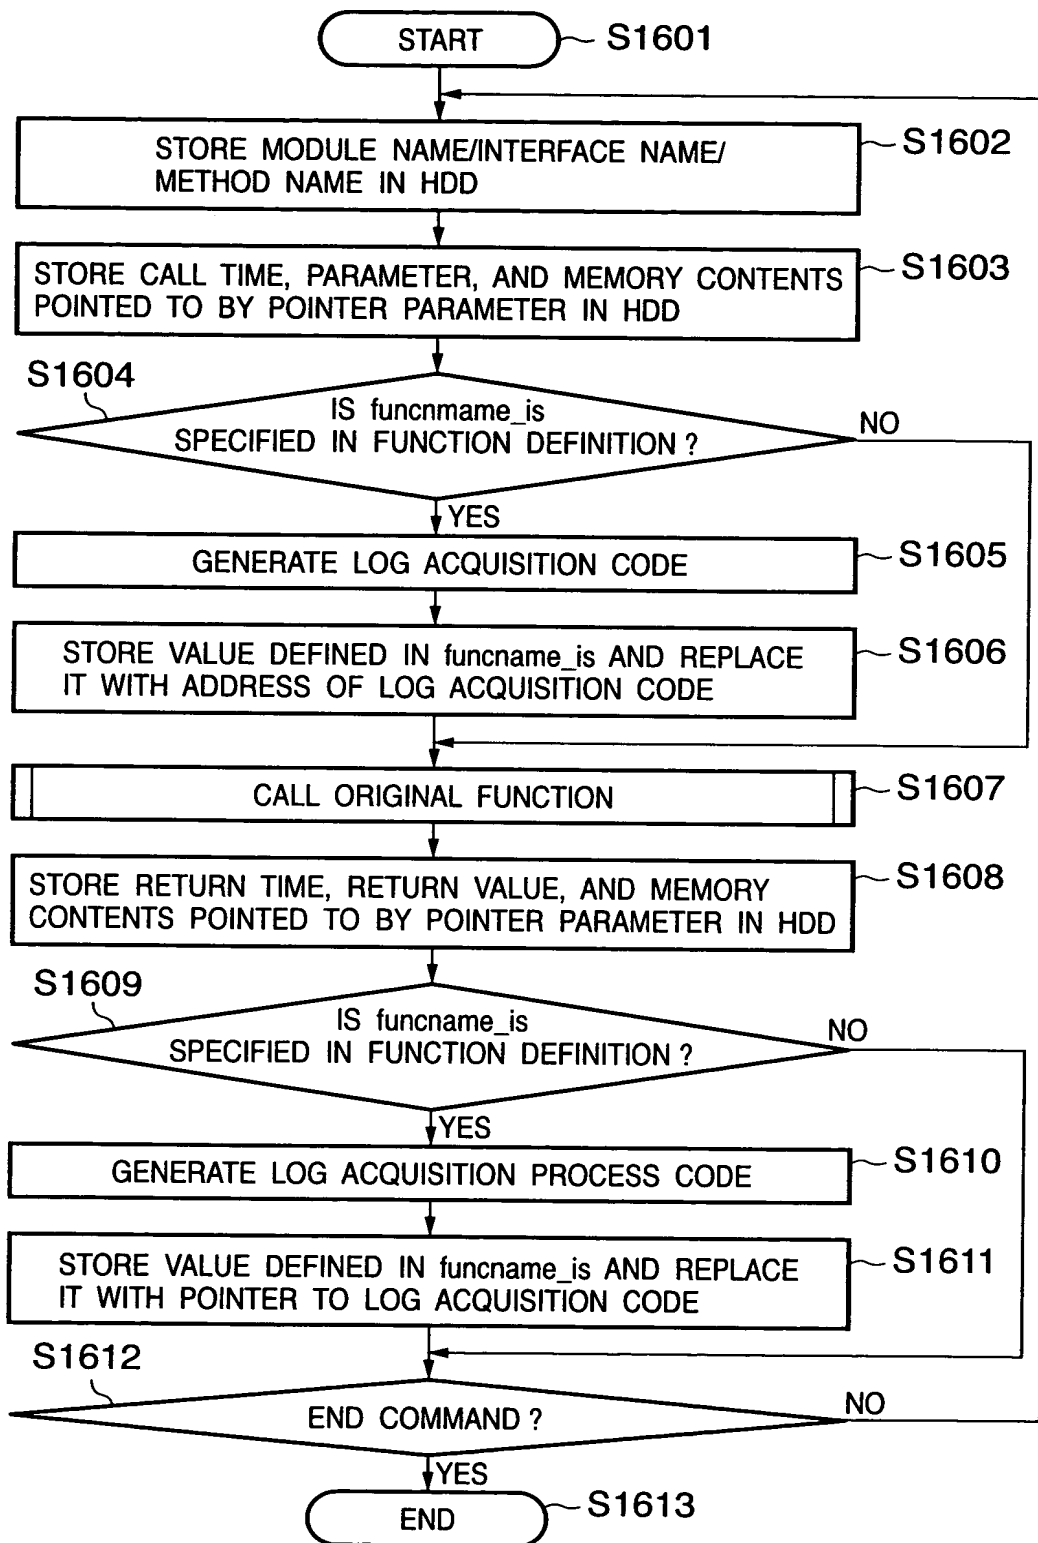 START
S1601
STORE MODULE NAME/INTERFACE NAME/
METHOD NAME IN HDD
S1602
STORE CALL TIME, PARAMETER, AND MEMORY CONTENTS
POINTED TO BY POINTER PARAMETER IN HDD
S1603
S1604
IS funcnmame_is
SPECIFIED IN FUNCTION DEFINITION ?
NO
YES
GENERATE LOG ACQUISITION CODE
S1605
STORE VALUE DEFINED IN funcname_is AND REPLACE
IT WITH ADDRESS OF LOG ACQUISITION CODE
S1606
CALL ORIGINAL FUNCTION
S1607
STORE RETURN TIME, RETURN VALUE, AND MEMORY
CONTENTS POINTED TO BY POINTER PARAMETER IN HDD
S1608
S1609
IS funcname_is
SPECIFIED IN FUNCTION DEFINITION ?
NO
YES
GENERATE LOG ACQUISITION PROCESS CODE
S1610
STORE VALUE DEFINED IN funcname_is AND REPLACE
IT WITH POINTER TO LOG ACQUISITION CODE
S1611
S1612
END COMMAND ?
NO
YES
END
S1613